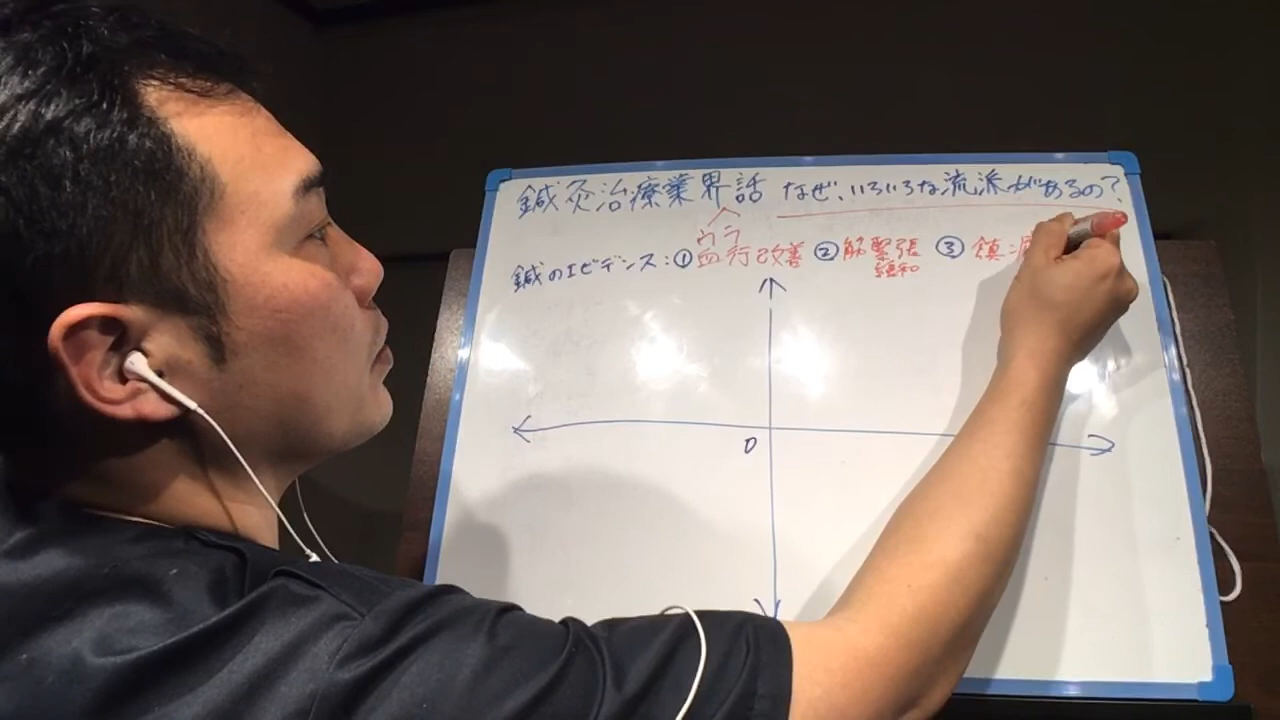 鍼灸治療業界話 なぜ、いろいろな流派があるの?
ウラ
鍼のエビデンス:①血行改善 ②筋緊張 ③鎮
緩和
0